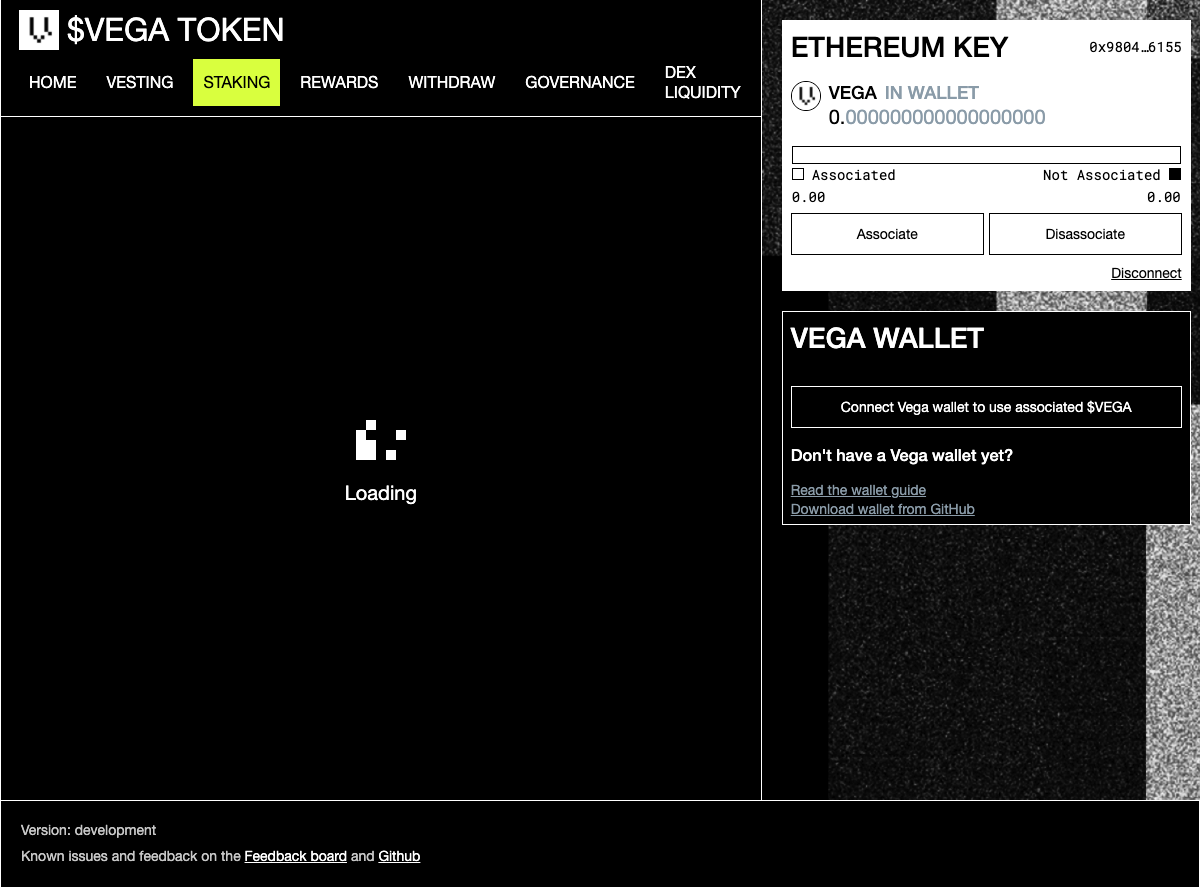 $VEGA TOKEN
HOME VESTING STAKING REWARDS WITHDRAW GOVERNANCE DEX LIQUIDITY
Loading
ETHEREUM KEY 0x9804…6155
VEGA IN WALLET
0.000000000000000000
Associated Not Associated
0.00 0.00
Associate Disassociate
Disconnect
VEGA WALLET
Connect Vega wallet to use associated $VEGA
Don't have a Vega wallet yet?
Read the wallet guide
Download wallet from GitHub
Version: development
Known issues and feedback on the Feedback board and Github